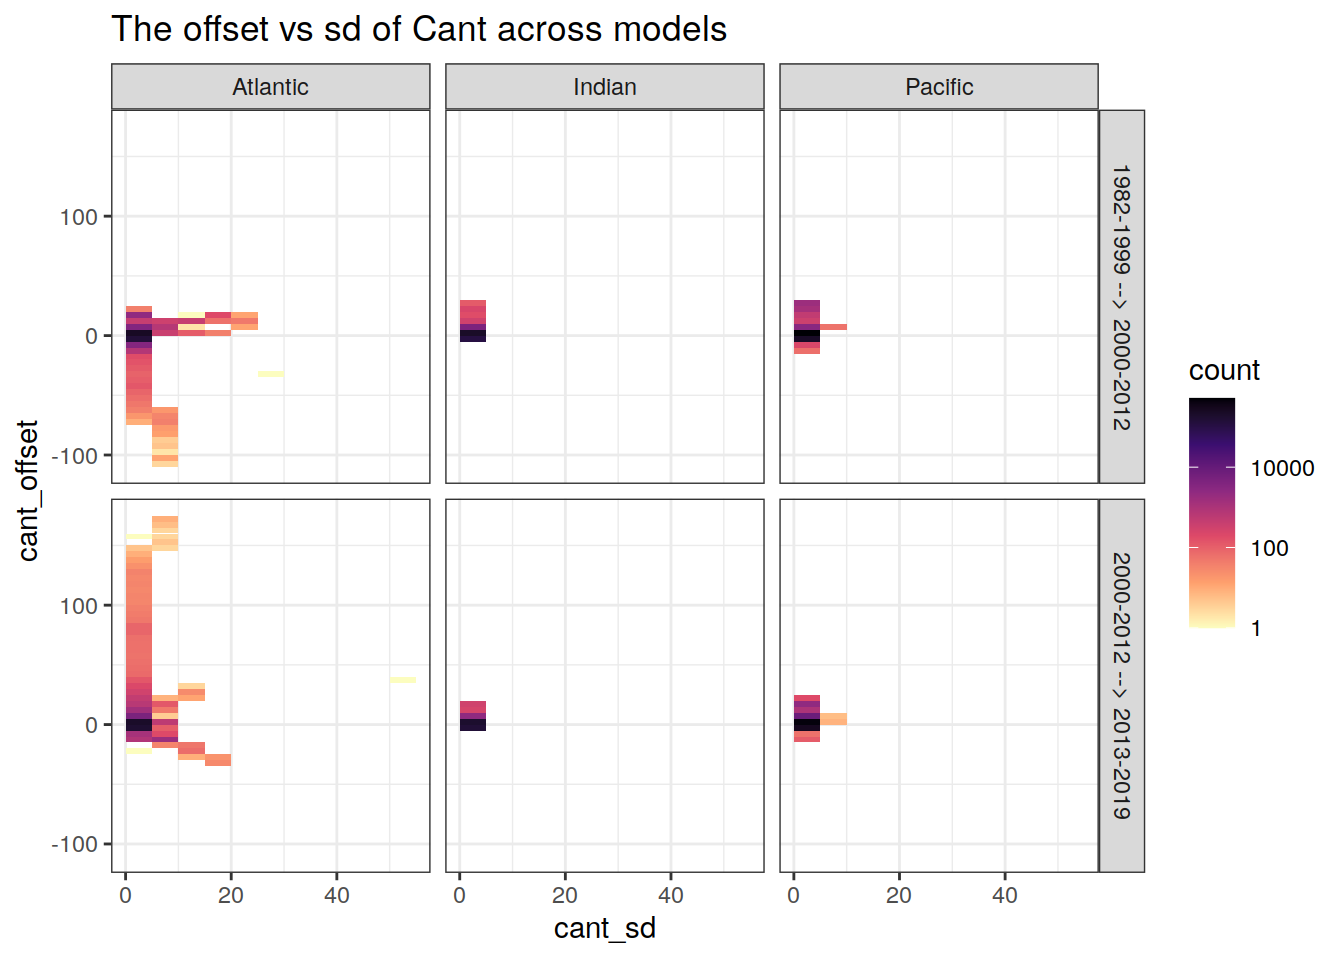 The offset vs sd of Cant across models
Atlantic
Indian
Pacific
100
0
-100
1982-1999 --> 2000-2012
100
0
-100
2000-2012 --> 2013-2019
cant_offset
0
20
40
0
20
40
0
20
40
cant_sd
count
10000
100
1